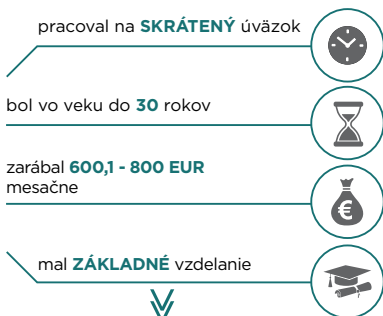 pracoval na SKRÁTENÝ úväzok
bol vo veku do 30 rokov
zarábal 600,1 - 800 EUR
mesačne
€
mal ZÁKLADNÉ vzdelanie